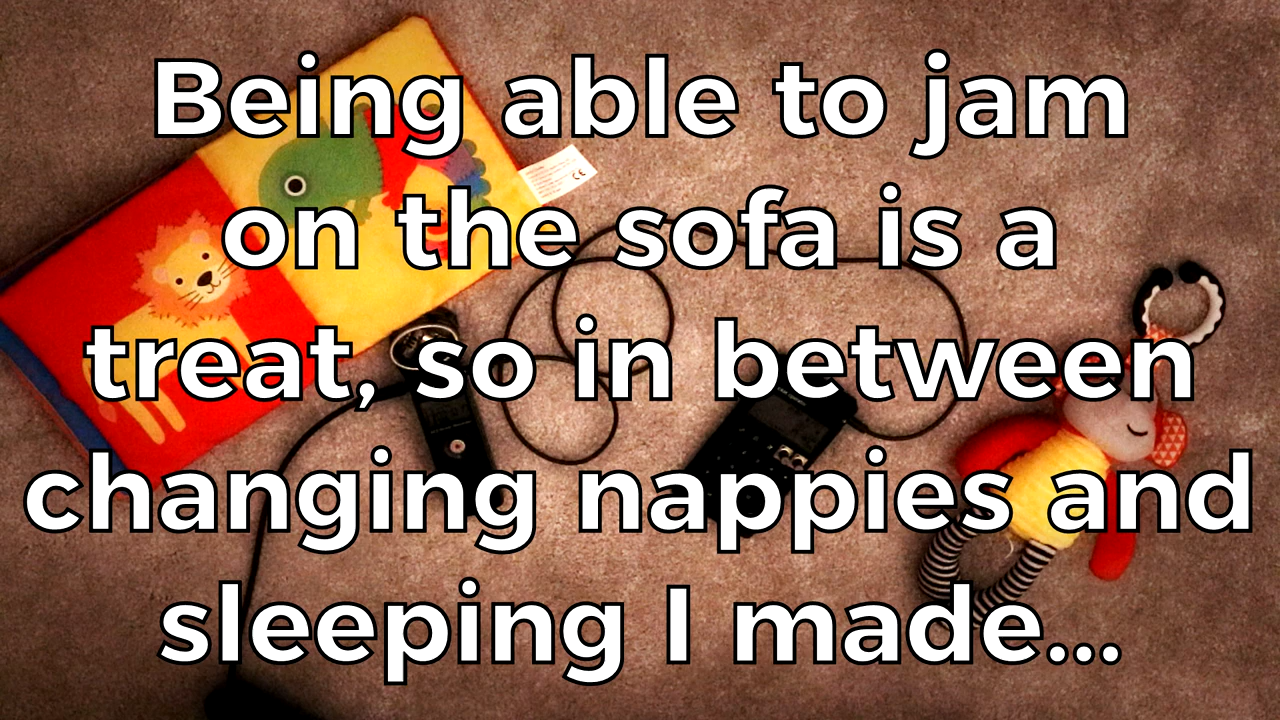 Being able to jam
on the sofa is a
treat, so in between
changing nappies and
sleeping I made...